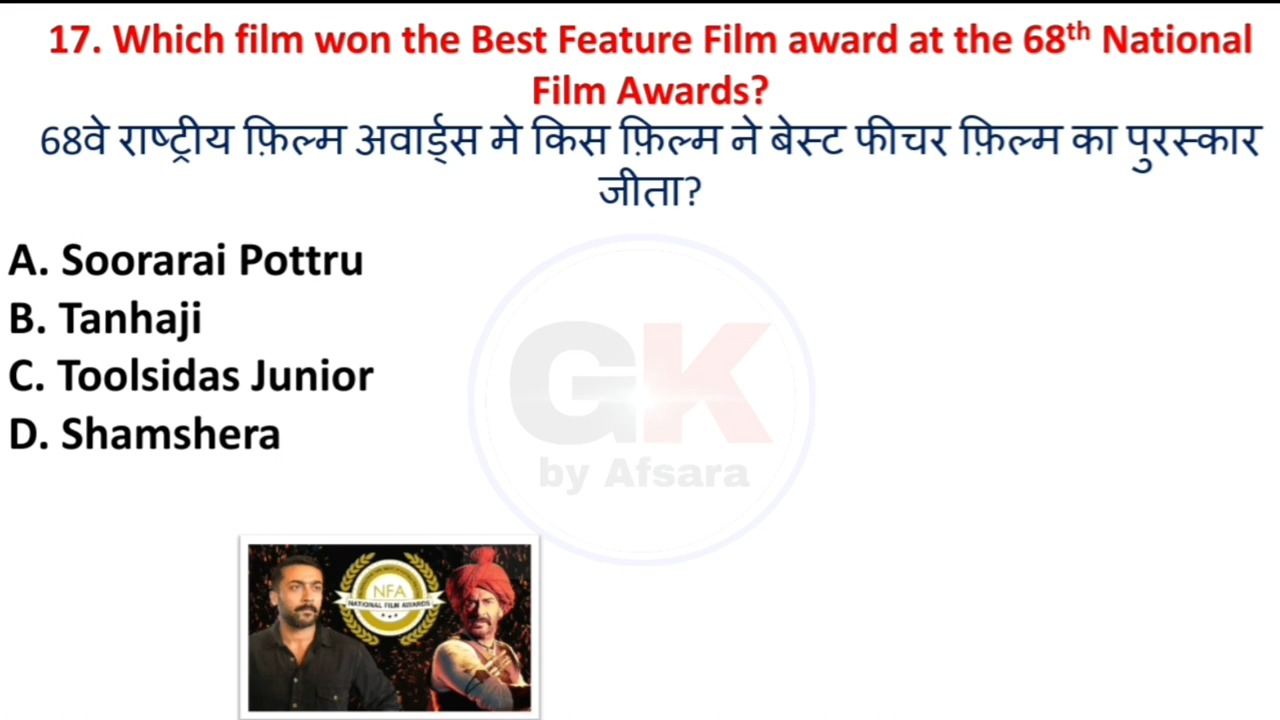 17. Which film won the Best Feature Film award at the 68th National
Film Awards?
68वे राष्ट्रीय फ़िल्म अवार्ड्स मे किस फ़िल्म ने बेस्ट फीचर फ़िल्म का पुरस्कार
जीता?
A. Soorarai Pottru
B. Tanhaji
C. Toolsidas Junior
D. Shamshera
GK
by Afsara
NFA
NATIONAL FILM AWARDS